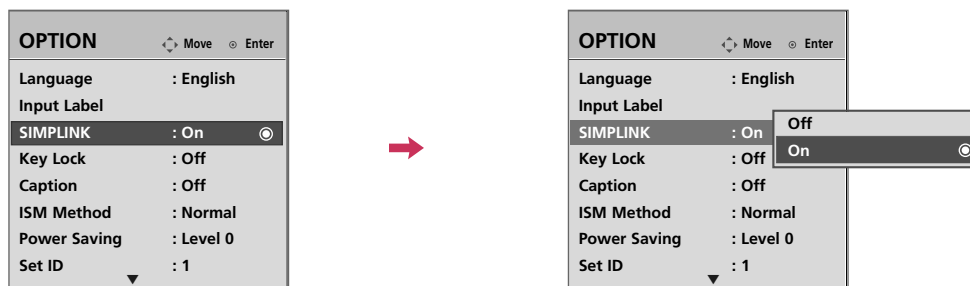 OPTION Move Enter
Language : English
Input Label
SIMPLINK : On
Key Lock : Off
Caption : Off
ISM Method : Normal
Power Saving : Level 0
Set ID : 1
OPTION Move Enter
Language : English
Input Label
SIMPLINK : On
Key Lock : Off
Caption : Off
ISM Method : Normal
Power Saving : Level 0
Set ID : 1
Off
On